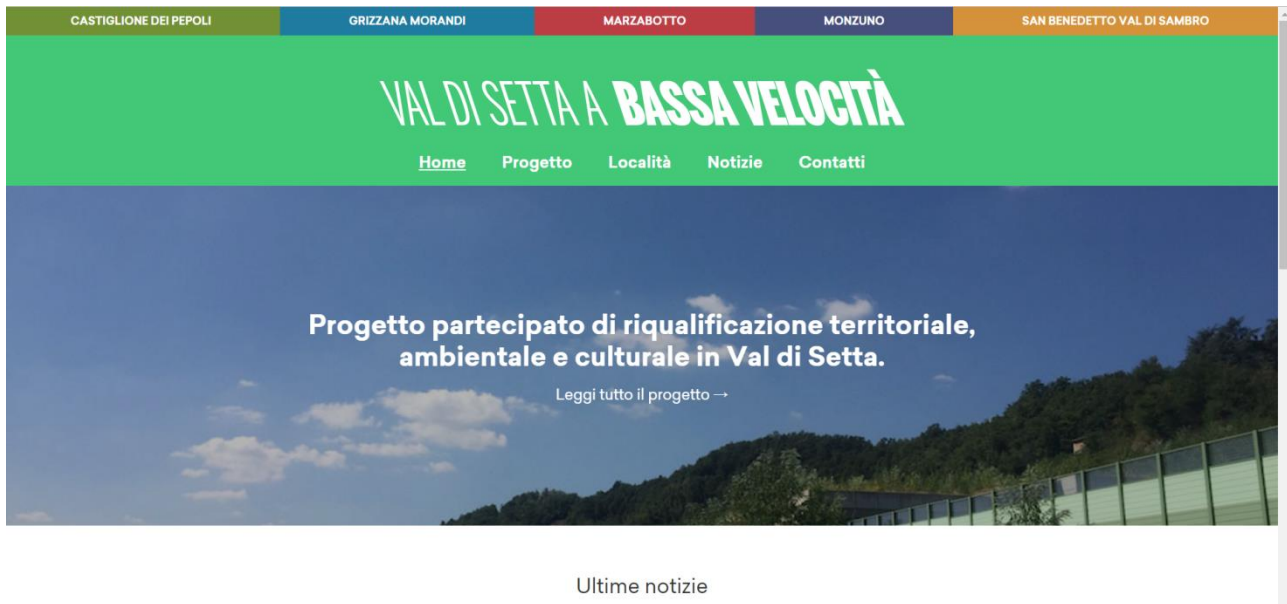 CASTIGLIONE DEI PEPOLI GRIZZANA MORANDI MARZABOTTO MONZUNO SAN BENEDETTO VAL DI SAMBRO
VAL DI SETTA A BASSA VELOCITÀ
Home Progetto Località Notizie Contatti
Progetto partecipato di riqualificazione territoriale,
ambientale e culturale in Val di Setta.
Leggi tutto il progetto →
Ultime notizie